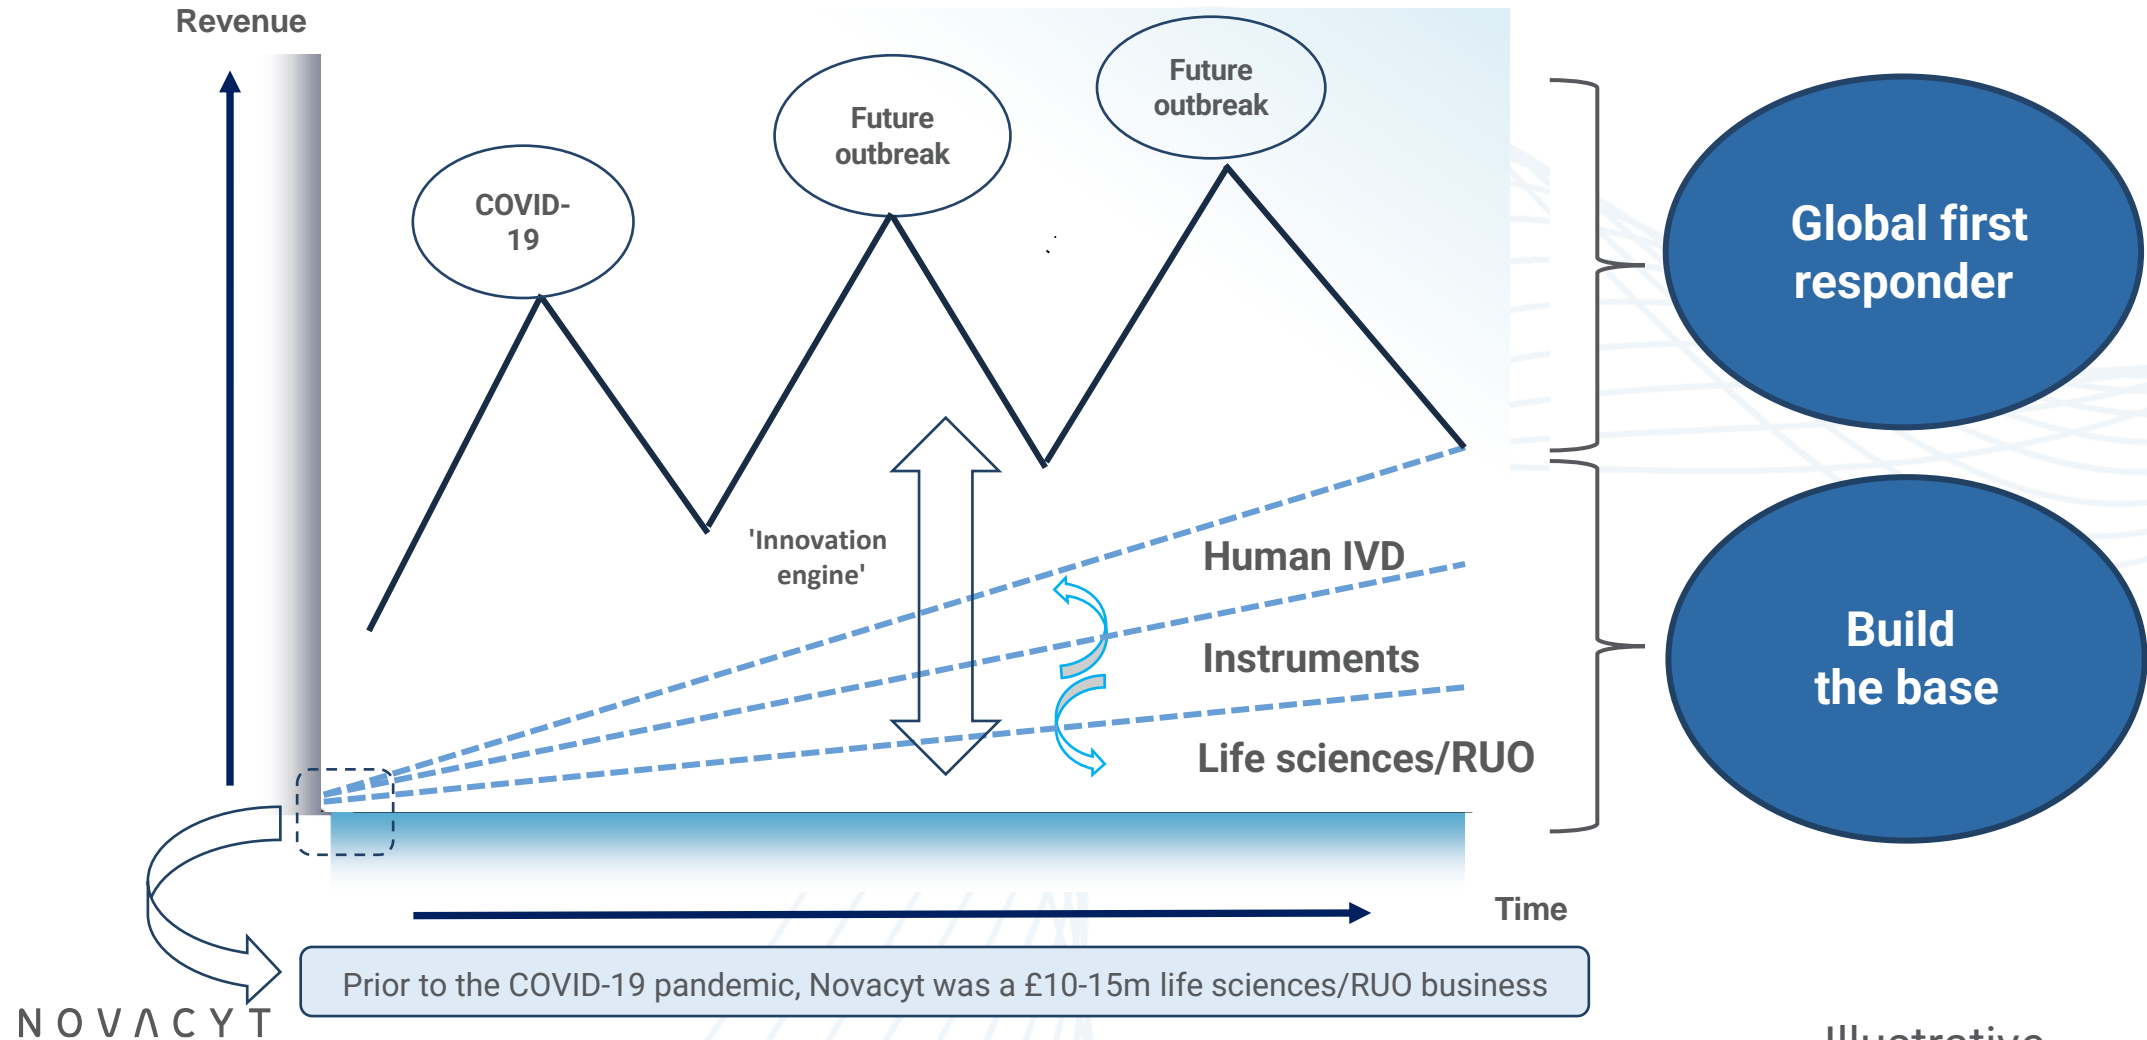 Revenue
COVID-
19
Future
outbreak
Future
outbreak
Global first
responder
'Innovation
engine'
Human IVD
Instruments
Life sciences/RUO
Build
the base
Time
Prior to the COVID-19 pandemic, Novacyt was a £10-15m life sciences/RUO business
NOVACYT
Illustrative